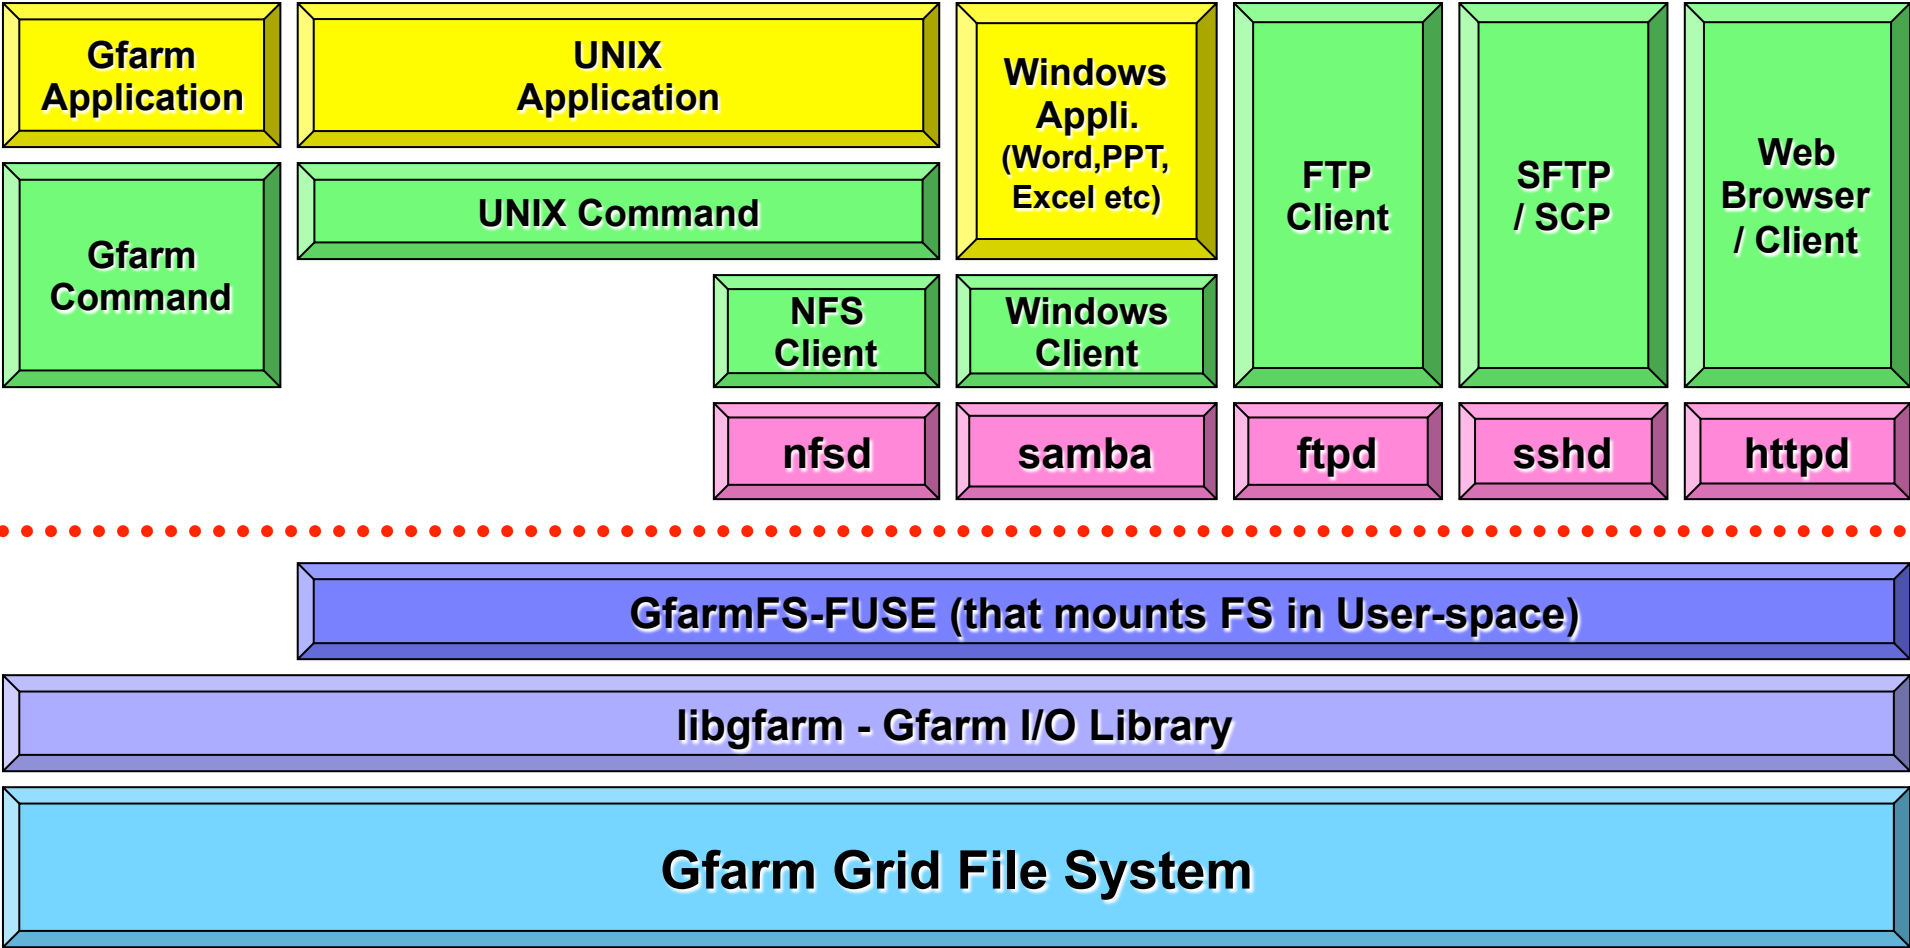 Gfarm
Application
UNIX
Application
Windows
Appli.
(Word,PPT,
Excel etc)
FTP
Client
SFTP
/ SCP
Web
Browser
/ Client
Gfarm
Command
UNIX Command
NFS
Client
Windows
Client
nfsd
samba
ftpd
sshd
httpd
GfarmFS-FUSE (that mounts FS in User-space)
libgfarm - Gfarm I/O Library
Gfarm Grid File System